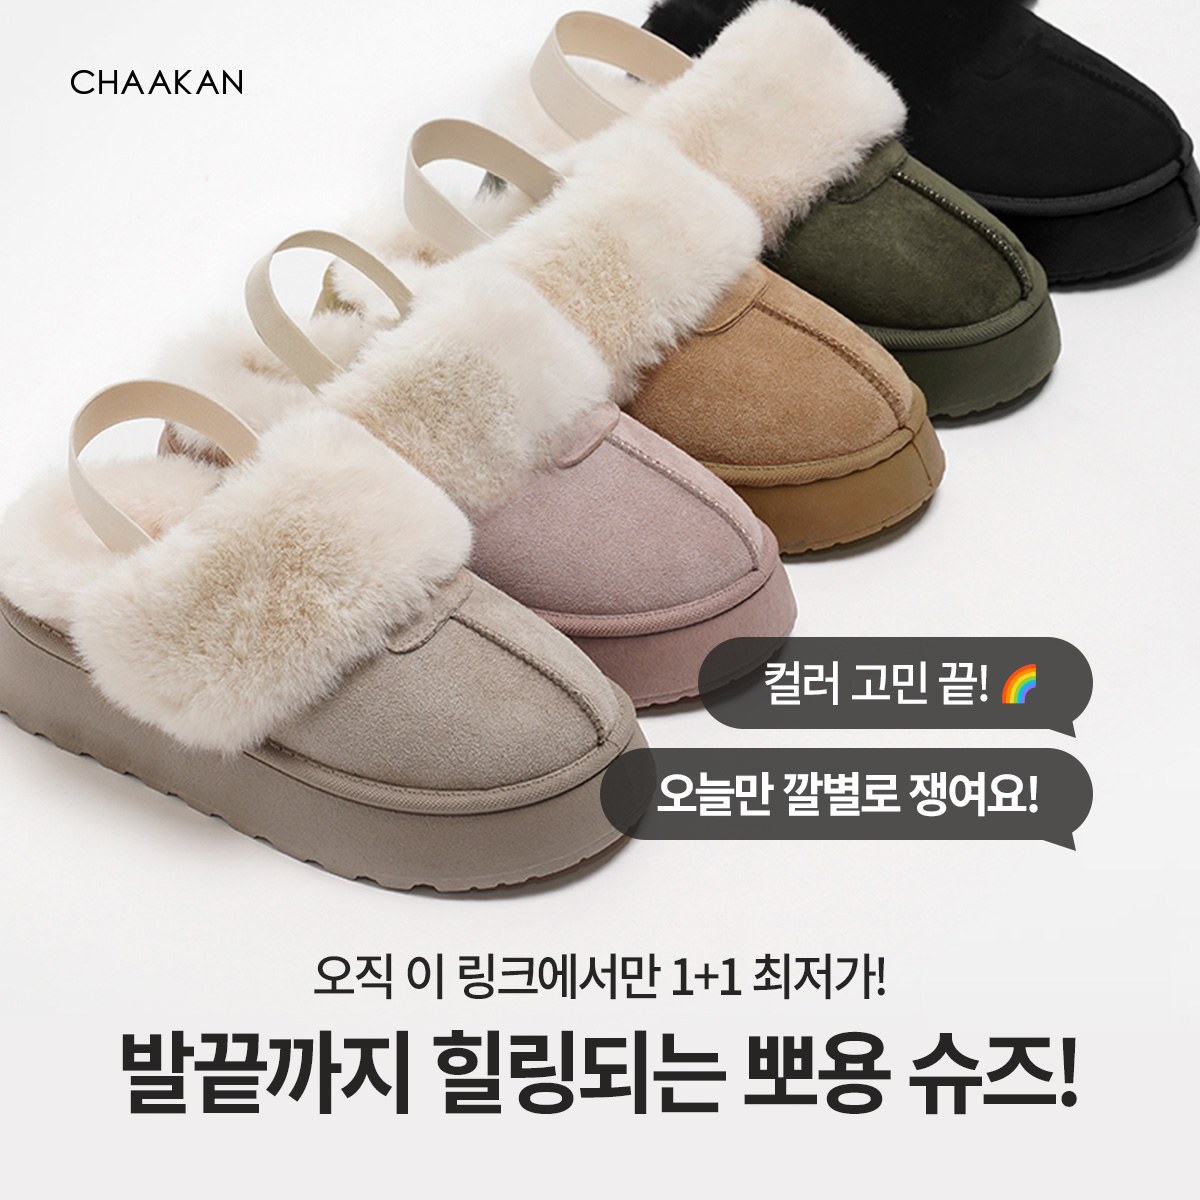 CHAAKAN
컬러 고민 끝! 🌈
오늘만 깔별로 쟁여요!
오직 이 링크에서만 1+1 최저가!
발끝까지 힐링되는 뽀용 슈즈!